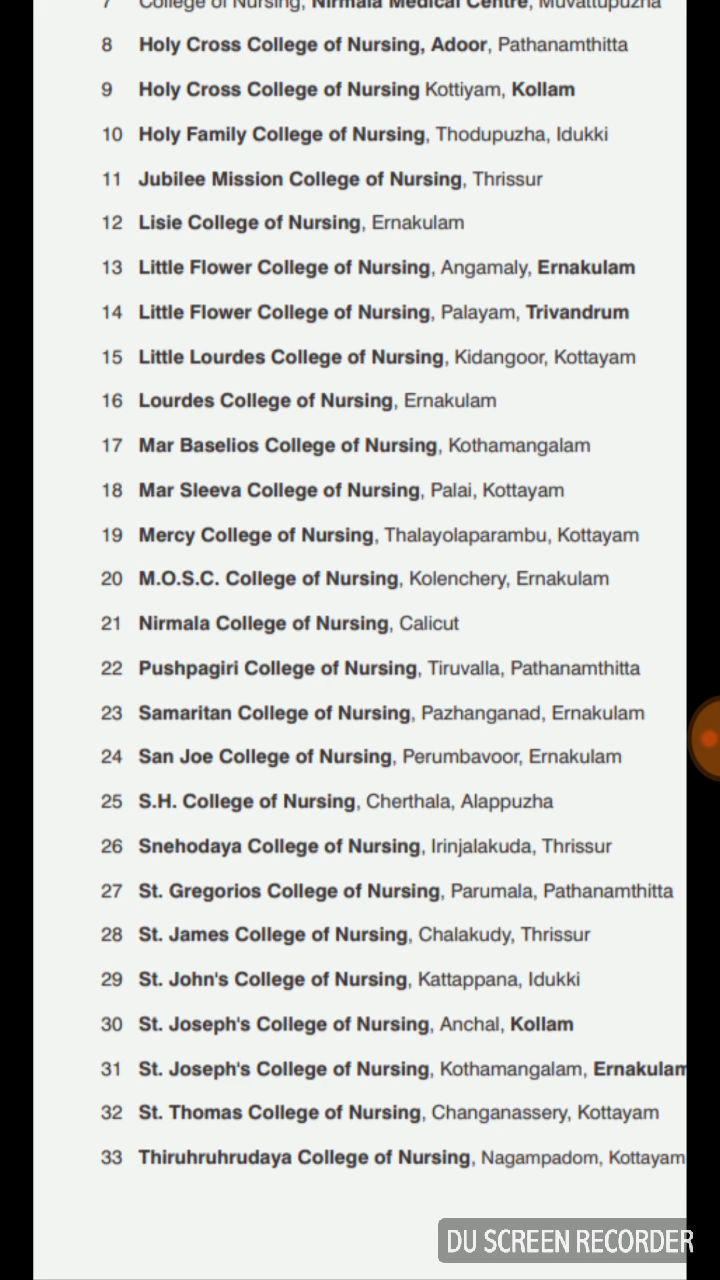 7 College of Nursing, Nirmala Medical Centre, Muvattupuzha
8 Holy Cross College of Nursing, Adoor, Pathanamthitta
9 Holy Cross College of Nursing Kottiyam, Kollam
10 Holy Family College of Nursing, Thodupuzha, Idukki
11 Jubilee Mission College of Nursing, Thrissur
12 Lisie College of Nursing, Ernakulam
13 Little Flower College of Nursing, Angamaly, Ernakulam
14 Little Flower College of Nursing, Palayam, Trivandrum
15 Little Lourdes College of Nursing, Kidangoor, Kottayam
16 Lourdes College of Nursing, Ernakulam
17 Mar Baselios College of Nursing, Kothamangalam
18 Mar Sleeva College of Nursing, Palai, Kottayam
19 Mercy College of Nursing, Thalayolaparambu, Kottayam
20 M.O.S.C. College of Nursing, Kolenchery, Ernakulam
21 Nirmala College of Nursing, Calicut
22 Pushpagiri College of Nursing, Tiruvalla, Pathanamthitta
23 Samaritan College of Nursing, Pazhanganad, Ernakulam
24 San Joe College of Nursing, Perumbavoor, Ernakulam
25 S.H. College of Nursing, Cherthala, Alappuzha
26 Snehodaya College of Nursing, Irinjalakuda, Thrissur
27 St. Gregorios College of Nursing, Parumala, Pathanamthitta
28 St. James College of Nursing, Chalakudy, Thrissur
29 St. John's College of Nursing, Kattappana, Idukki
30 St. Joseph's College of Nursing, Anchal, Kollam
31 St. Joseph's College of Nursing, Kothamangalam, Ernakulam
32 St. Thomas College of Nursing, Changanassery, Kottayam
33 Thiruhruhrudaya College of Nursing, Nagampadom, Kottayam
DU SCREEN RECORDER